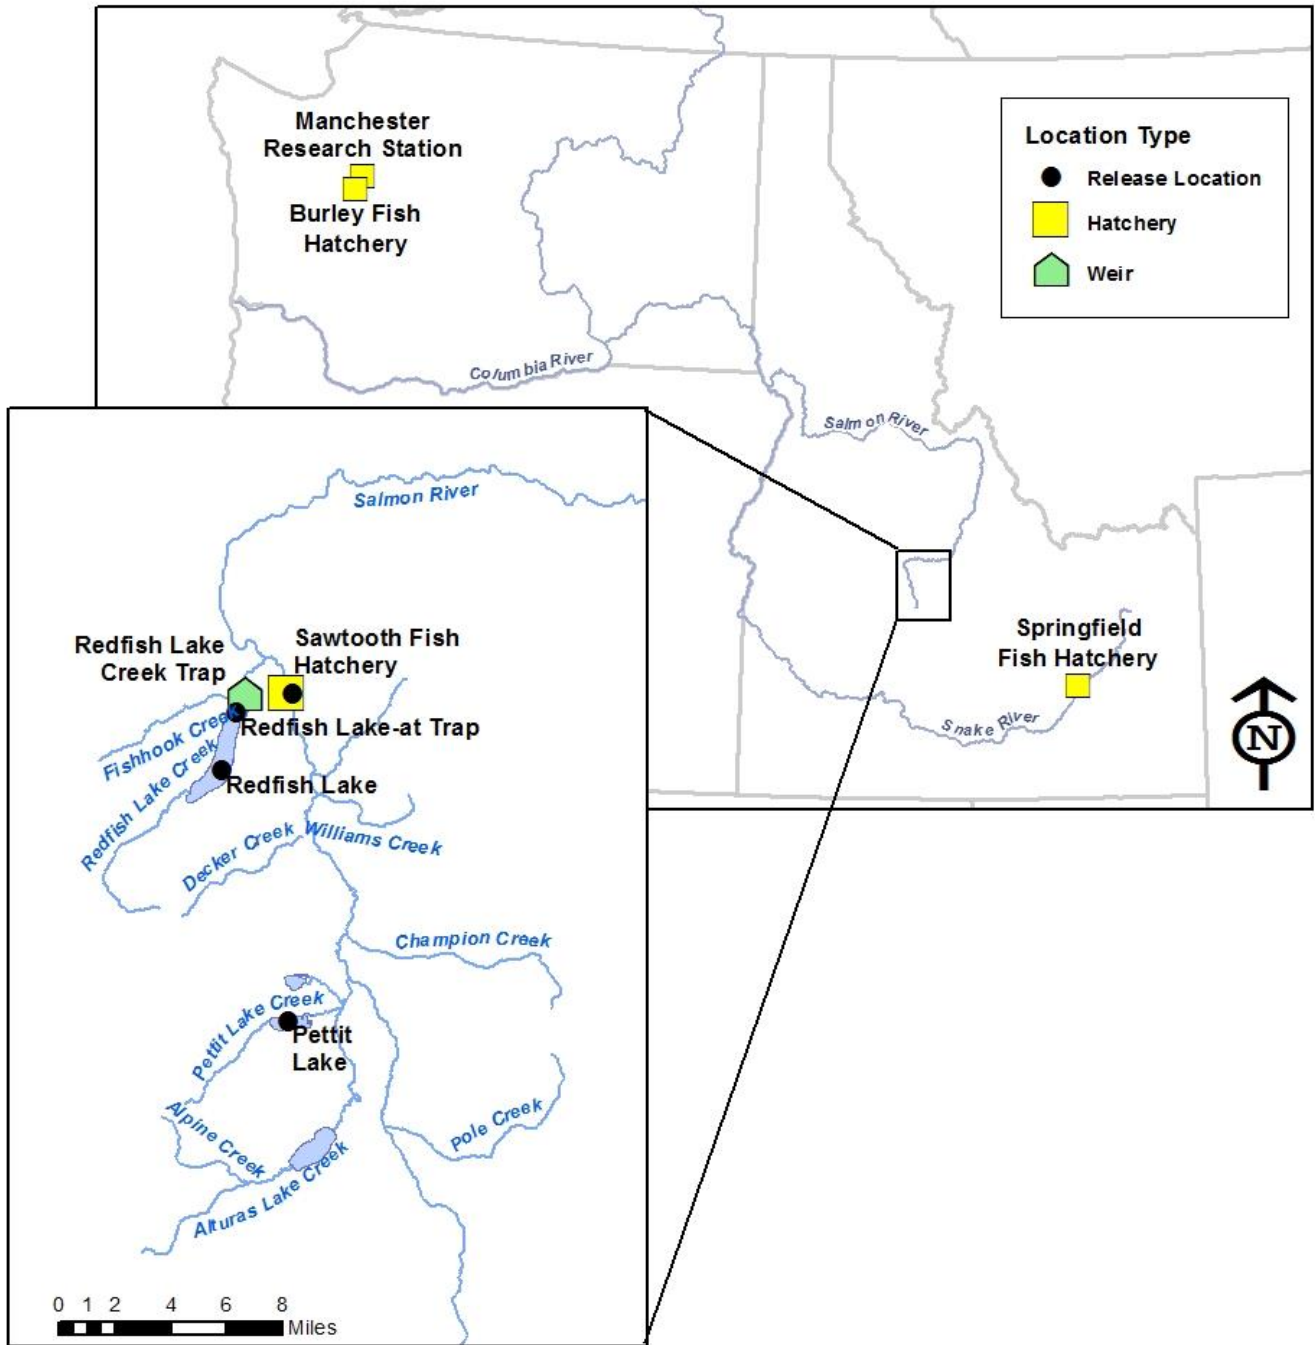 Manchester
Research Station
Burley Fish
Hatchery
Location Type
Release Location
Hatchery
Weir
Columbia River
Salmon River
Springfield
Fish Hatchery
Snake River
N
Salmon River
Redfish Lake
Creek Trap
Sawtooth Fish
Hatchery
Fishhook Creek
Redfish Lake-at Trap
Redfish Lake Creek
Redfish Lake
Decker Creek
Williams Creek
Champion Creek
Pettit Lake Creek
Pettit
Lake
Alpine Creek
Pole Creek
Alturas Lake Creek
0 1 2 4 6 8
Miles